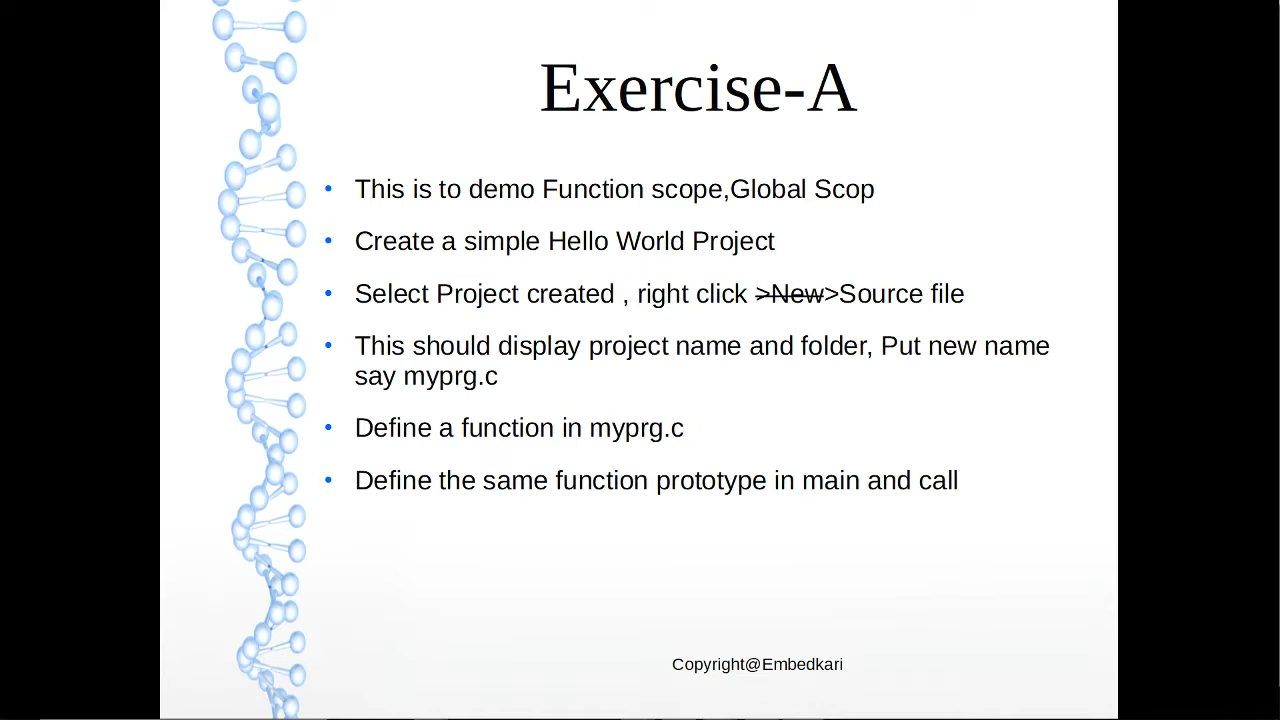 Exercise-A
This is to demo Function scope,Global Scop
Create a simple Hello World Project
Select Project created , right click >New>Source file
This should display project name and folder, Put new name
say myprg.c
Define a function in myprg.c
Define the same function prototype in main and call
Copyright@Embedkari